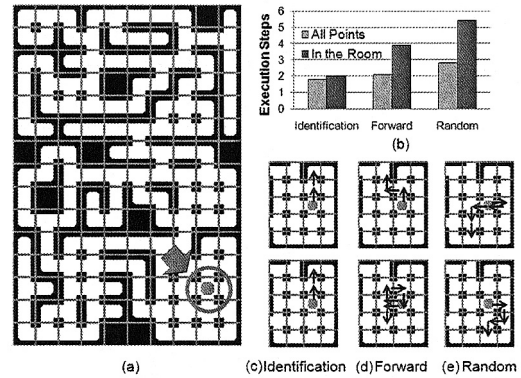 6
5
4
3
2
1
0
Execution Steps
All Points
In the Room
Identification Forward Random
(b)
(a) (c)Identification (d)Forward (e)Random